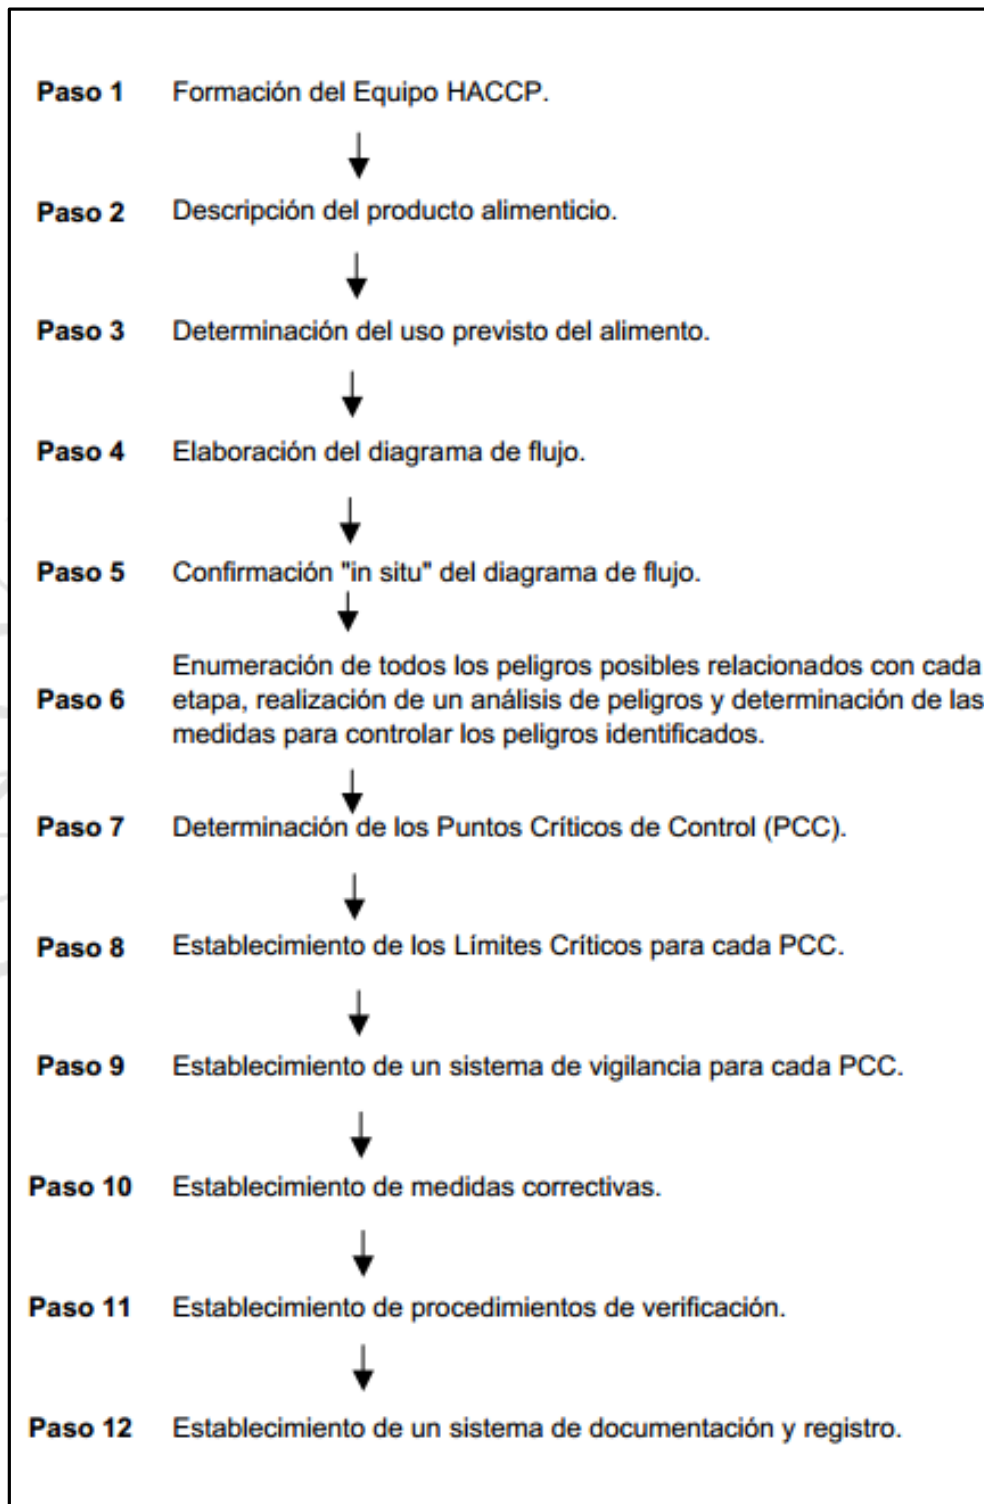 Paso 1 Formación del Equipo HACCP.
Paso 2 Descripción del producto alimenticio.
Paso 3 Determinación del uso previsto del alimento.
Paso 4 Elaboración del diagrama de flujo.
Paso 5 Confirmación "in situ" del diagrama de flujo.
Enumeración de todos los peligros posibles relacionados con cada
Paso 6 etapa, realización de un análisis de peligros y determinación de las
medidas para controlar los peligros identificados.
Paso 7 Determinación de los Puntos Críticos de Control (PCC).
Paso 8 Establecimiento de los Límites Críticos para cada PCC.
Paso 9 Establecimiento de un sistema de vigilancia para cada PCC.
Paso 10 Establecimiento de medidas correctivas.
Paso 11 Establecimiento de procedimientos de verificación.
Paso 12 Establecimiento de un sistema de documentación y registro.